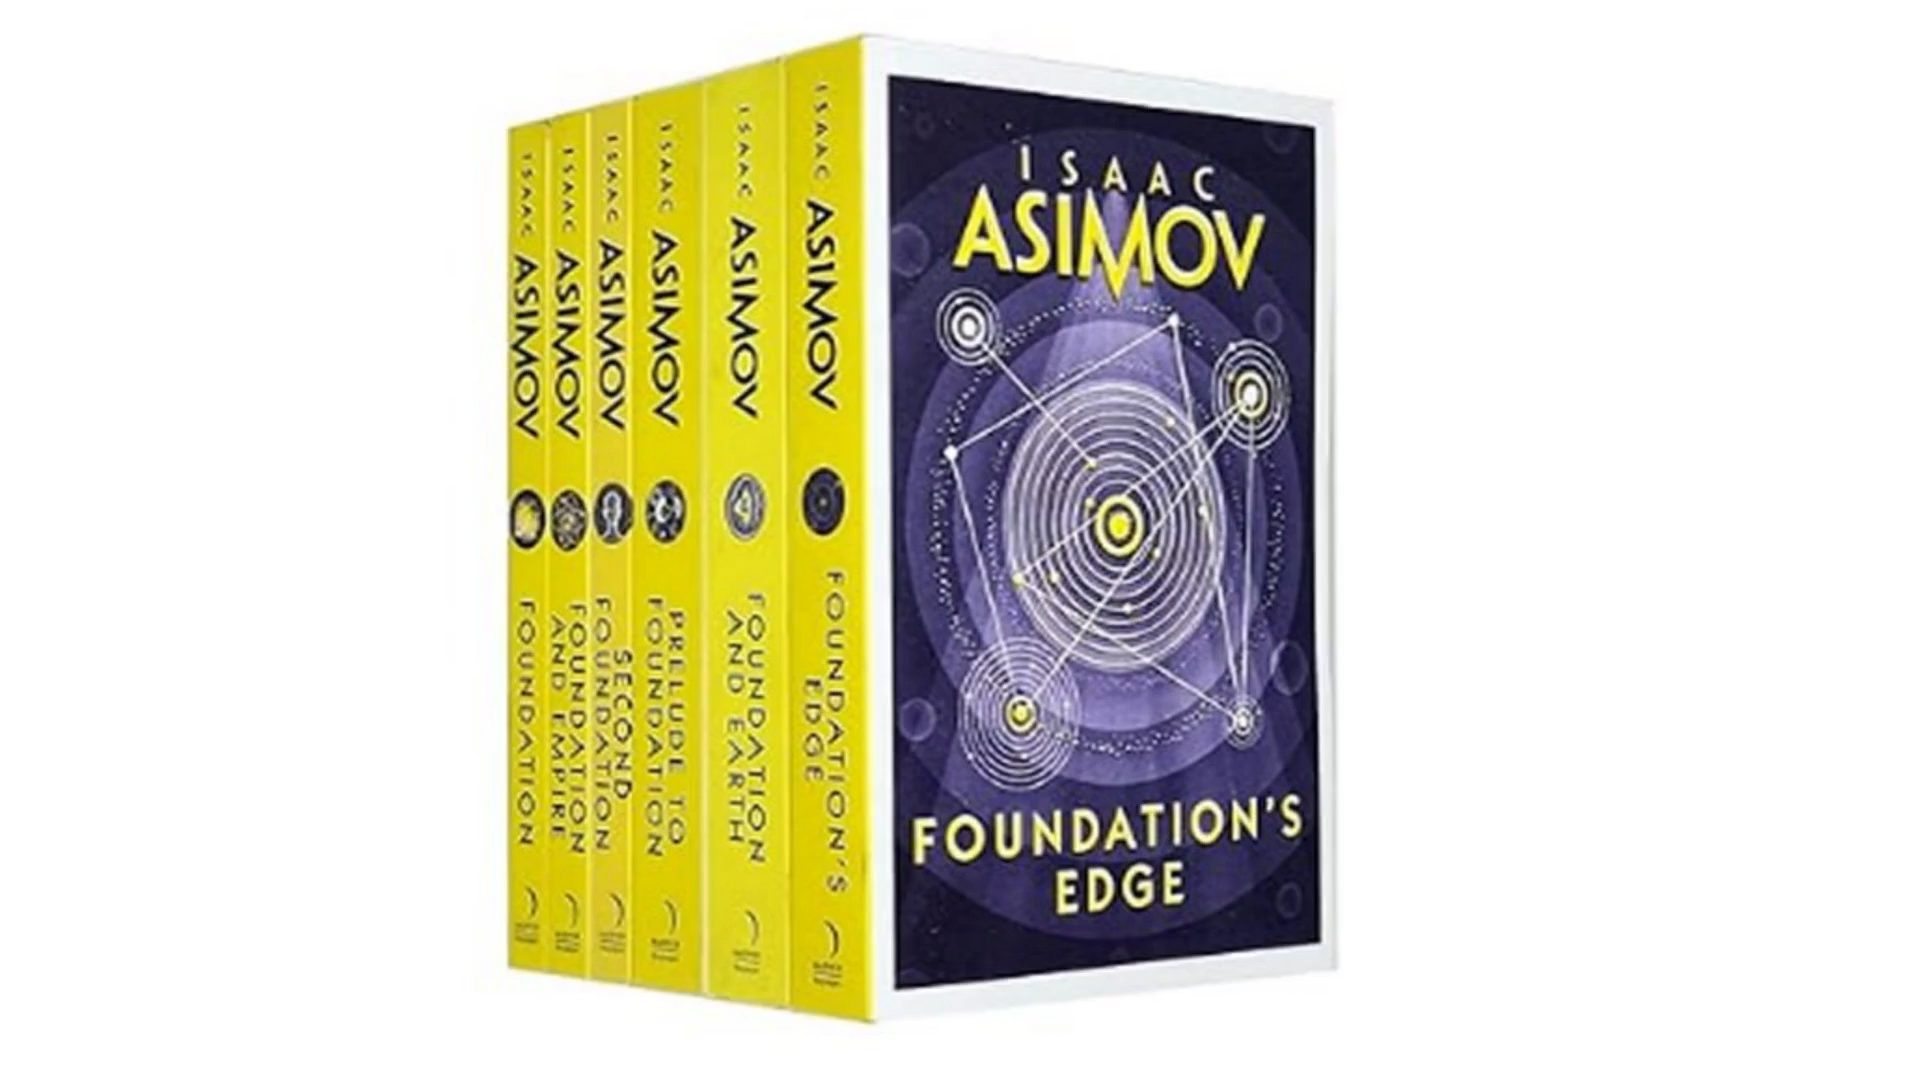 ISAAC ASIMOV
FOUNDATION
ISAAC ASIMOV
FOUNDATION
AND EMPIRE
ISAAC ASIMOV
SECOND
FOUNDATION
ISAAC ASIMOV
PRELUDE TO
FOUNDATION
ISAAC ASIMOV
FOUNDATION
AND EARTH
ISAAC ASIMOV
FOUNDATION'S
EDGE
ISAAC
ASIMOV
FOUNDATION'S
EDGE